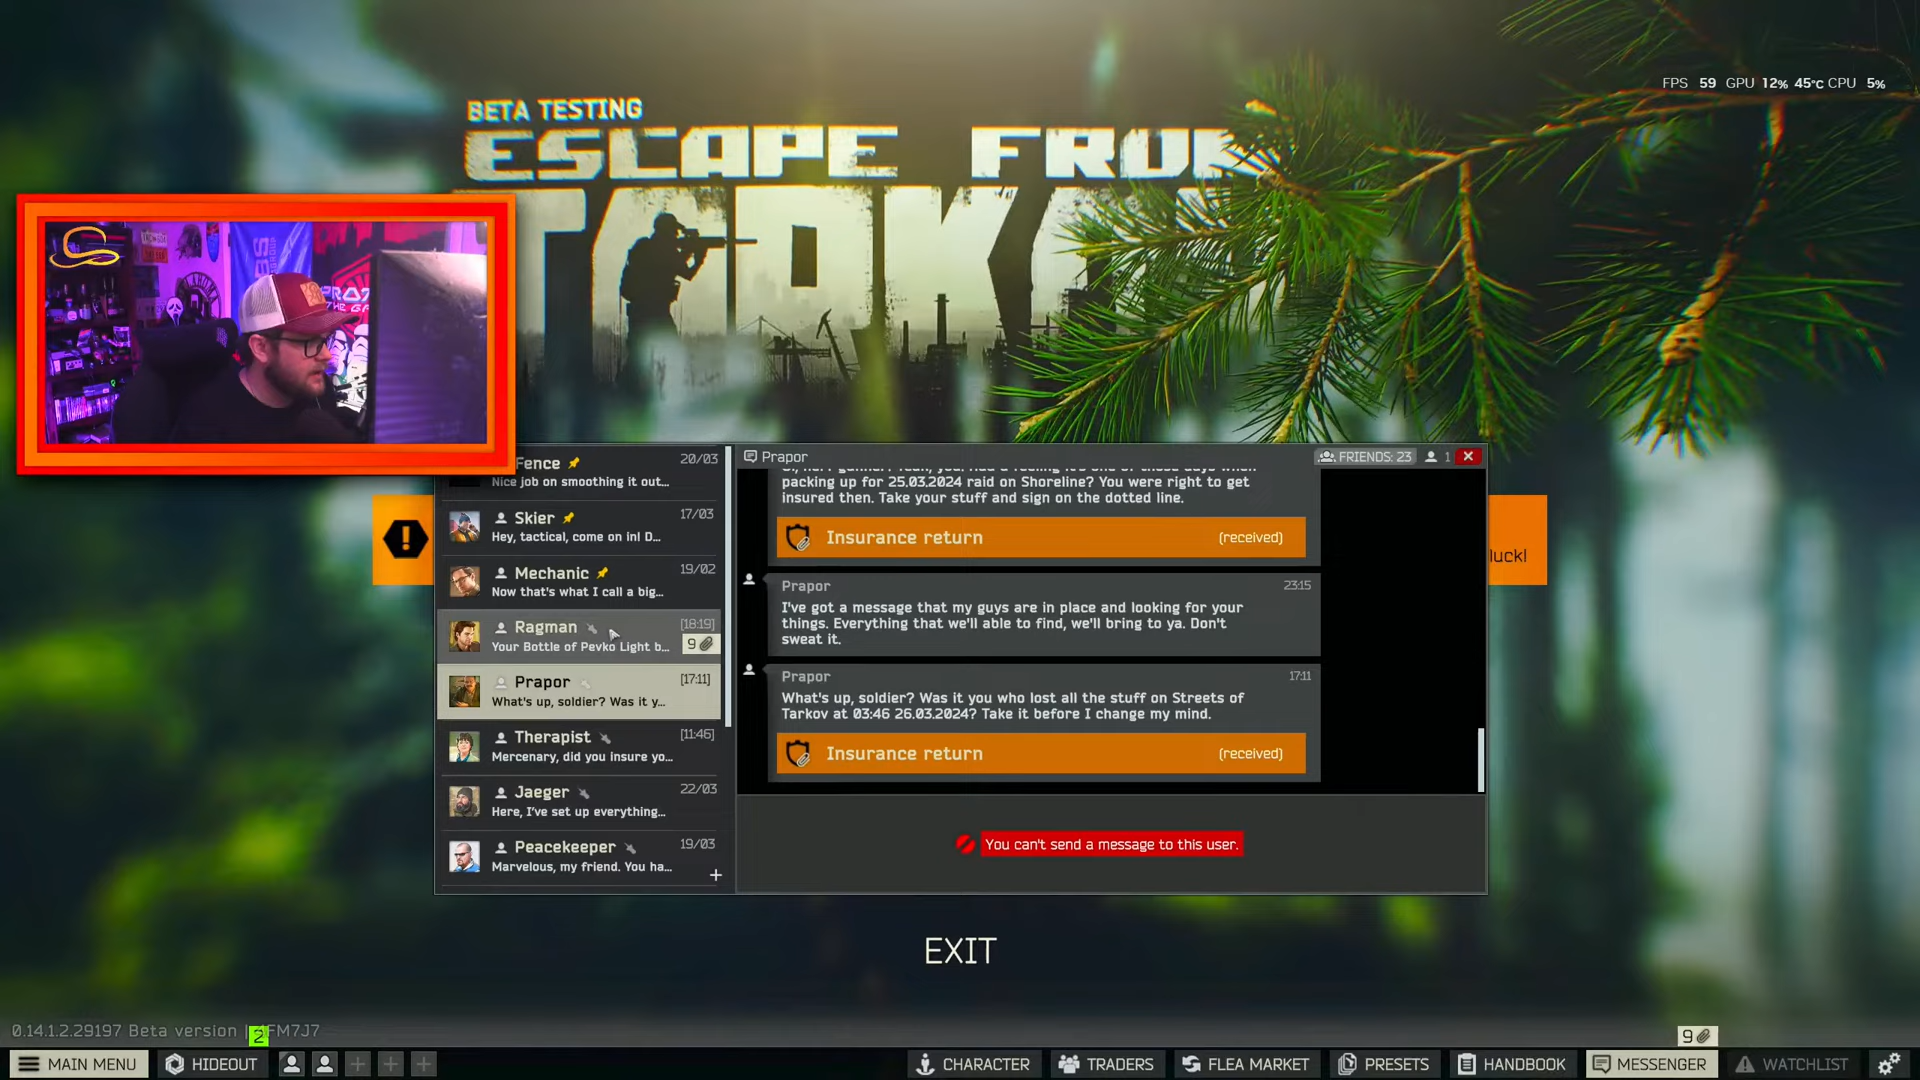 FPS 59 GPU 12% 45°C CPU 5%
BETA TESTING
ESCAPE FROM
TARKOV
Fence 20/03
Nice job on smoothing it out...
Skier 17/03
Hey, tactical, come on in! D...
Mechanic 19/02
Now that's what I call a big...
Ragman [18:19]
Your Bottle of Pevko Light b... 9
Prapor [17:11]
What's up, soldier? Was it y...
Therapist [11:46]
Mercenary, did you insure yo...
Jaeger 22/03
Here, I've set up everything...
Peacekeeper 19/03
Marvelous, my friend. You ha...
+
Prapor FRIENDS: 23 1
packing up for 25.03.2024 raid on Shoreline? You were right to get
insured then. Take your stuff and sign on the dotted line.
Insurance return (received)
Prapor 23:15
I've got a message that my guys are in place and looking for your
things. Everything that we'll able to find, we'll bring to ya. Don't
sweat it.
Prapor 17:11
What's up, soldier? Was it you who lost all the stuff on Streets of
Tarkov at 03:46 26.03.2024? Take it before I change my mind.
Insurance return (received)
You can't send a message to this user.
luck!
EXIT
0.14.1.2.29197 Beta version | FM7J7
2
9
MAIN MENU HIDEOUT CHARACTER TRADERS FLEA MARKET PRESETS HANDBOOK MESSENGER WATCHLIST